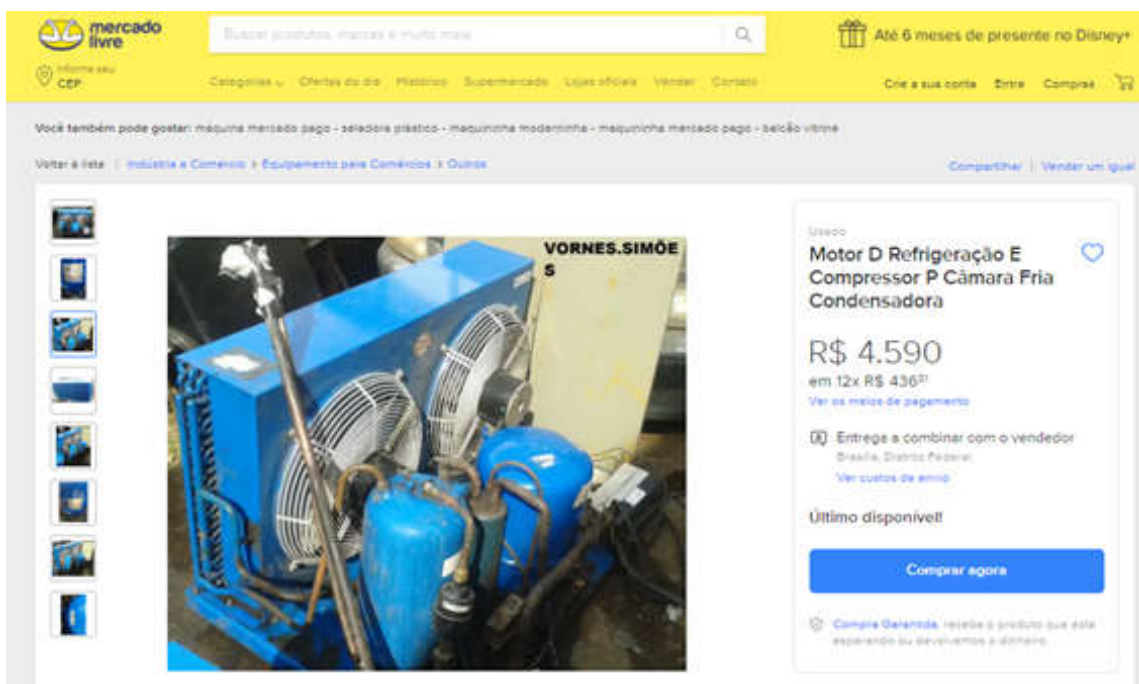 mercado
livre
Buscar produtos, marcas e muito mais...
Até 6 meses de presente no Disney+
Informe seu
CEP
Categorias Ofertas do dia Histórico Supermercado Lojas oficiais Vender Contato
Crie a sua conta Entre Compras
Você também pode gostar: máquina mercado pago - seladora plástico - maquininha moderninha - maquininha mercado pago - balcão vitrine
Voltar à lista | Indústria e Comércio > Equipamento para Comércios > Outros
Compartilhar | Vender um igual
VORNES.SIMÕE
S
Usado
Motor D Refrigeração E
Compressor P Câmara Fria
Condensadora
R$ 4.590
em 12x R$ 436
Ver os meios de pagamento
Entrega a combinar com o vendedor
Brasília, Distrito Federal
Ver custos de envio
Último disponível!
Comprar agora
Compra Garantida, receba o produto que está
esperando ou devolvemos o dinheiro.